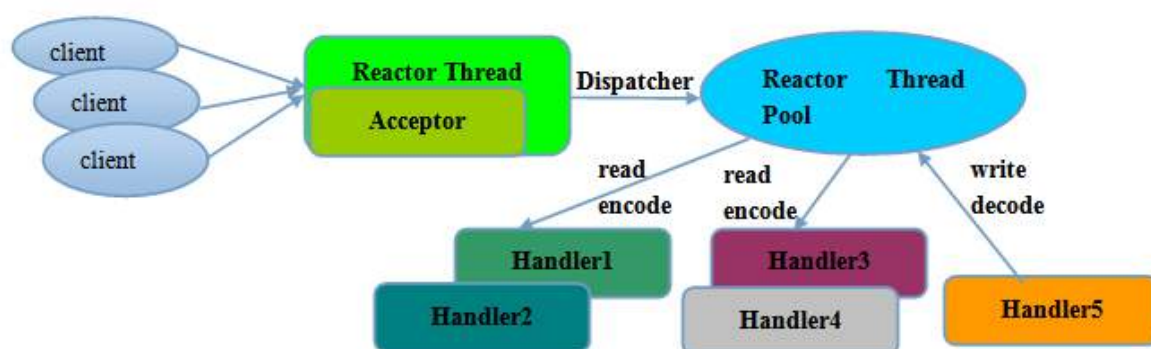 client
client
client
Reactor Thread
Acceptor
Dispatcher
Reactor Thread
Pool
read
encode
read
encode
write
decode
Handler1
Handler2
Handler3
Handler4
Handler5